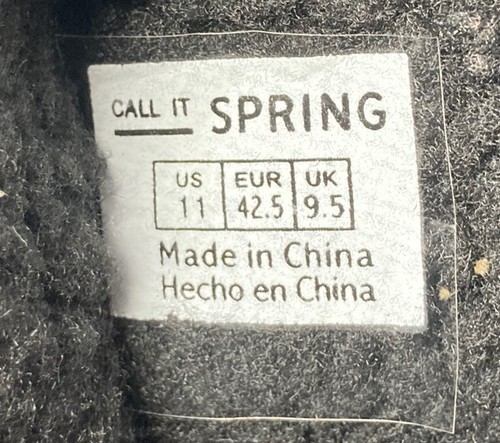 CALL IT SPRING
US EUR UK
11 42.5 9.5
Made in China
Hecho en China